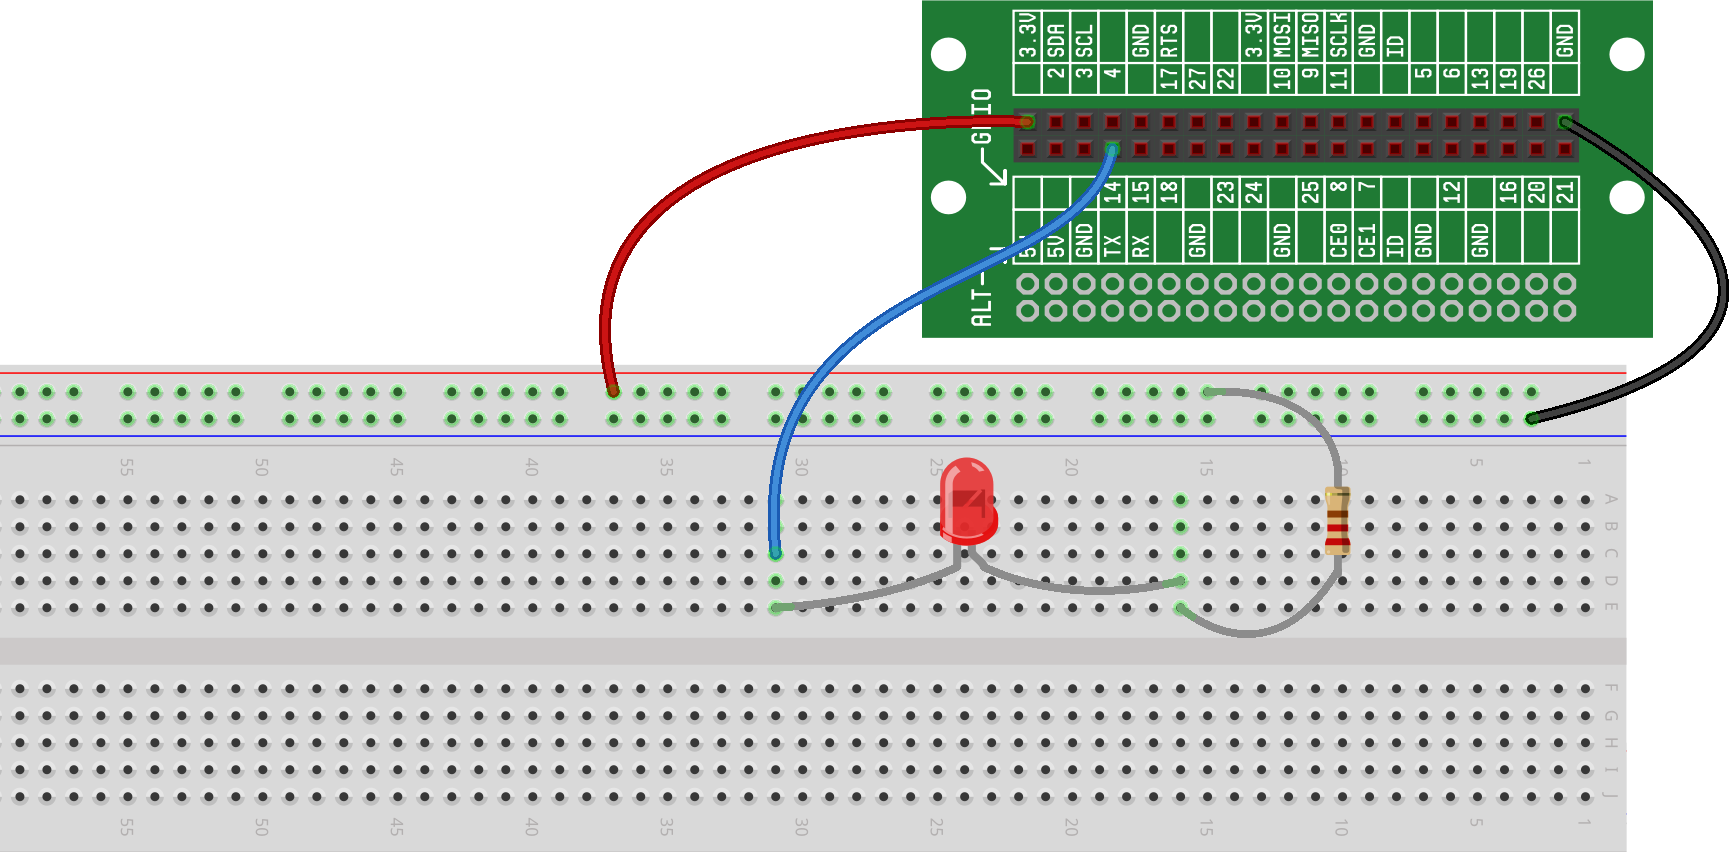 3.3V SDA SCL GND RTS 3.3V MOSI MISO SCLK GND ID GND
2 3 4 17 27 22 10 9 11 5 6 13 19 26
GPIO
14 15 18 23 24 25 8 7 12 16 20 21
5V 5V GND TX RX GND GND CE0 CE1 ID GND GND
55 50 45 40 35 30 25 20 15 10 5 1
A
B
C
D
E
F
G
H
I
J
55 50 45 40 35 30 25 20 15 10 5 1